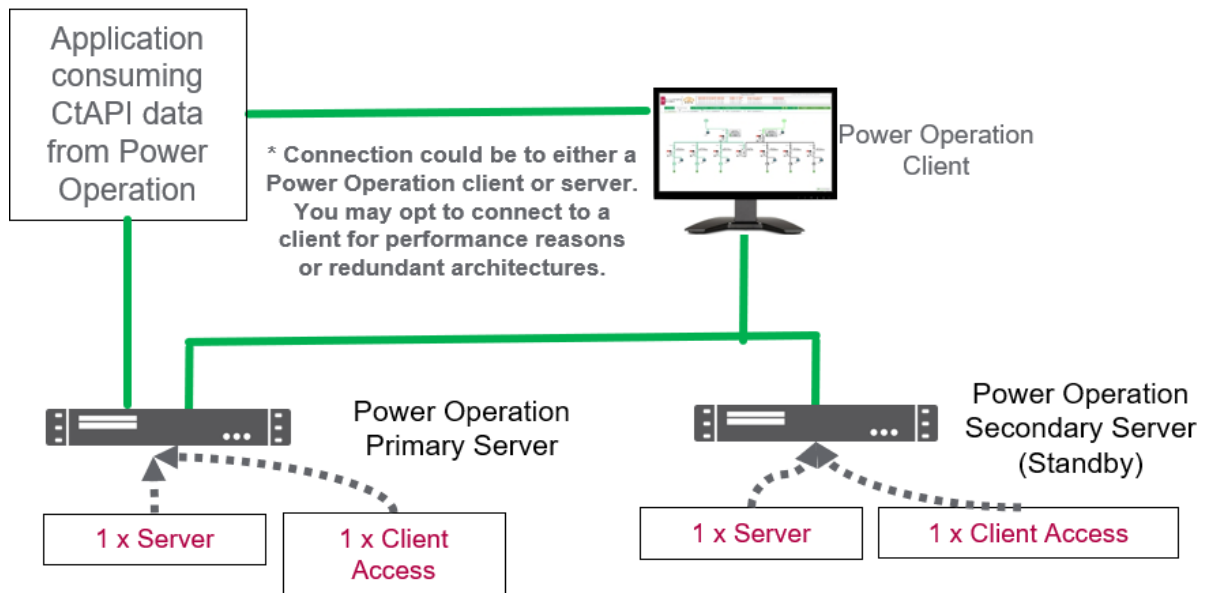 Application
consuming
CtAPI data
from Power
Operation
* Connection could be to either a
Power Operation client or server.
You may opt to connect to a
client for performance reasons
or redundant architectures.
Power Operation
Client
Power Operation
Primary Server
Power Operation
Secondary Server
(Standby)
1 x Server
1 x Client
Access
1 x Server
1 x Client Access